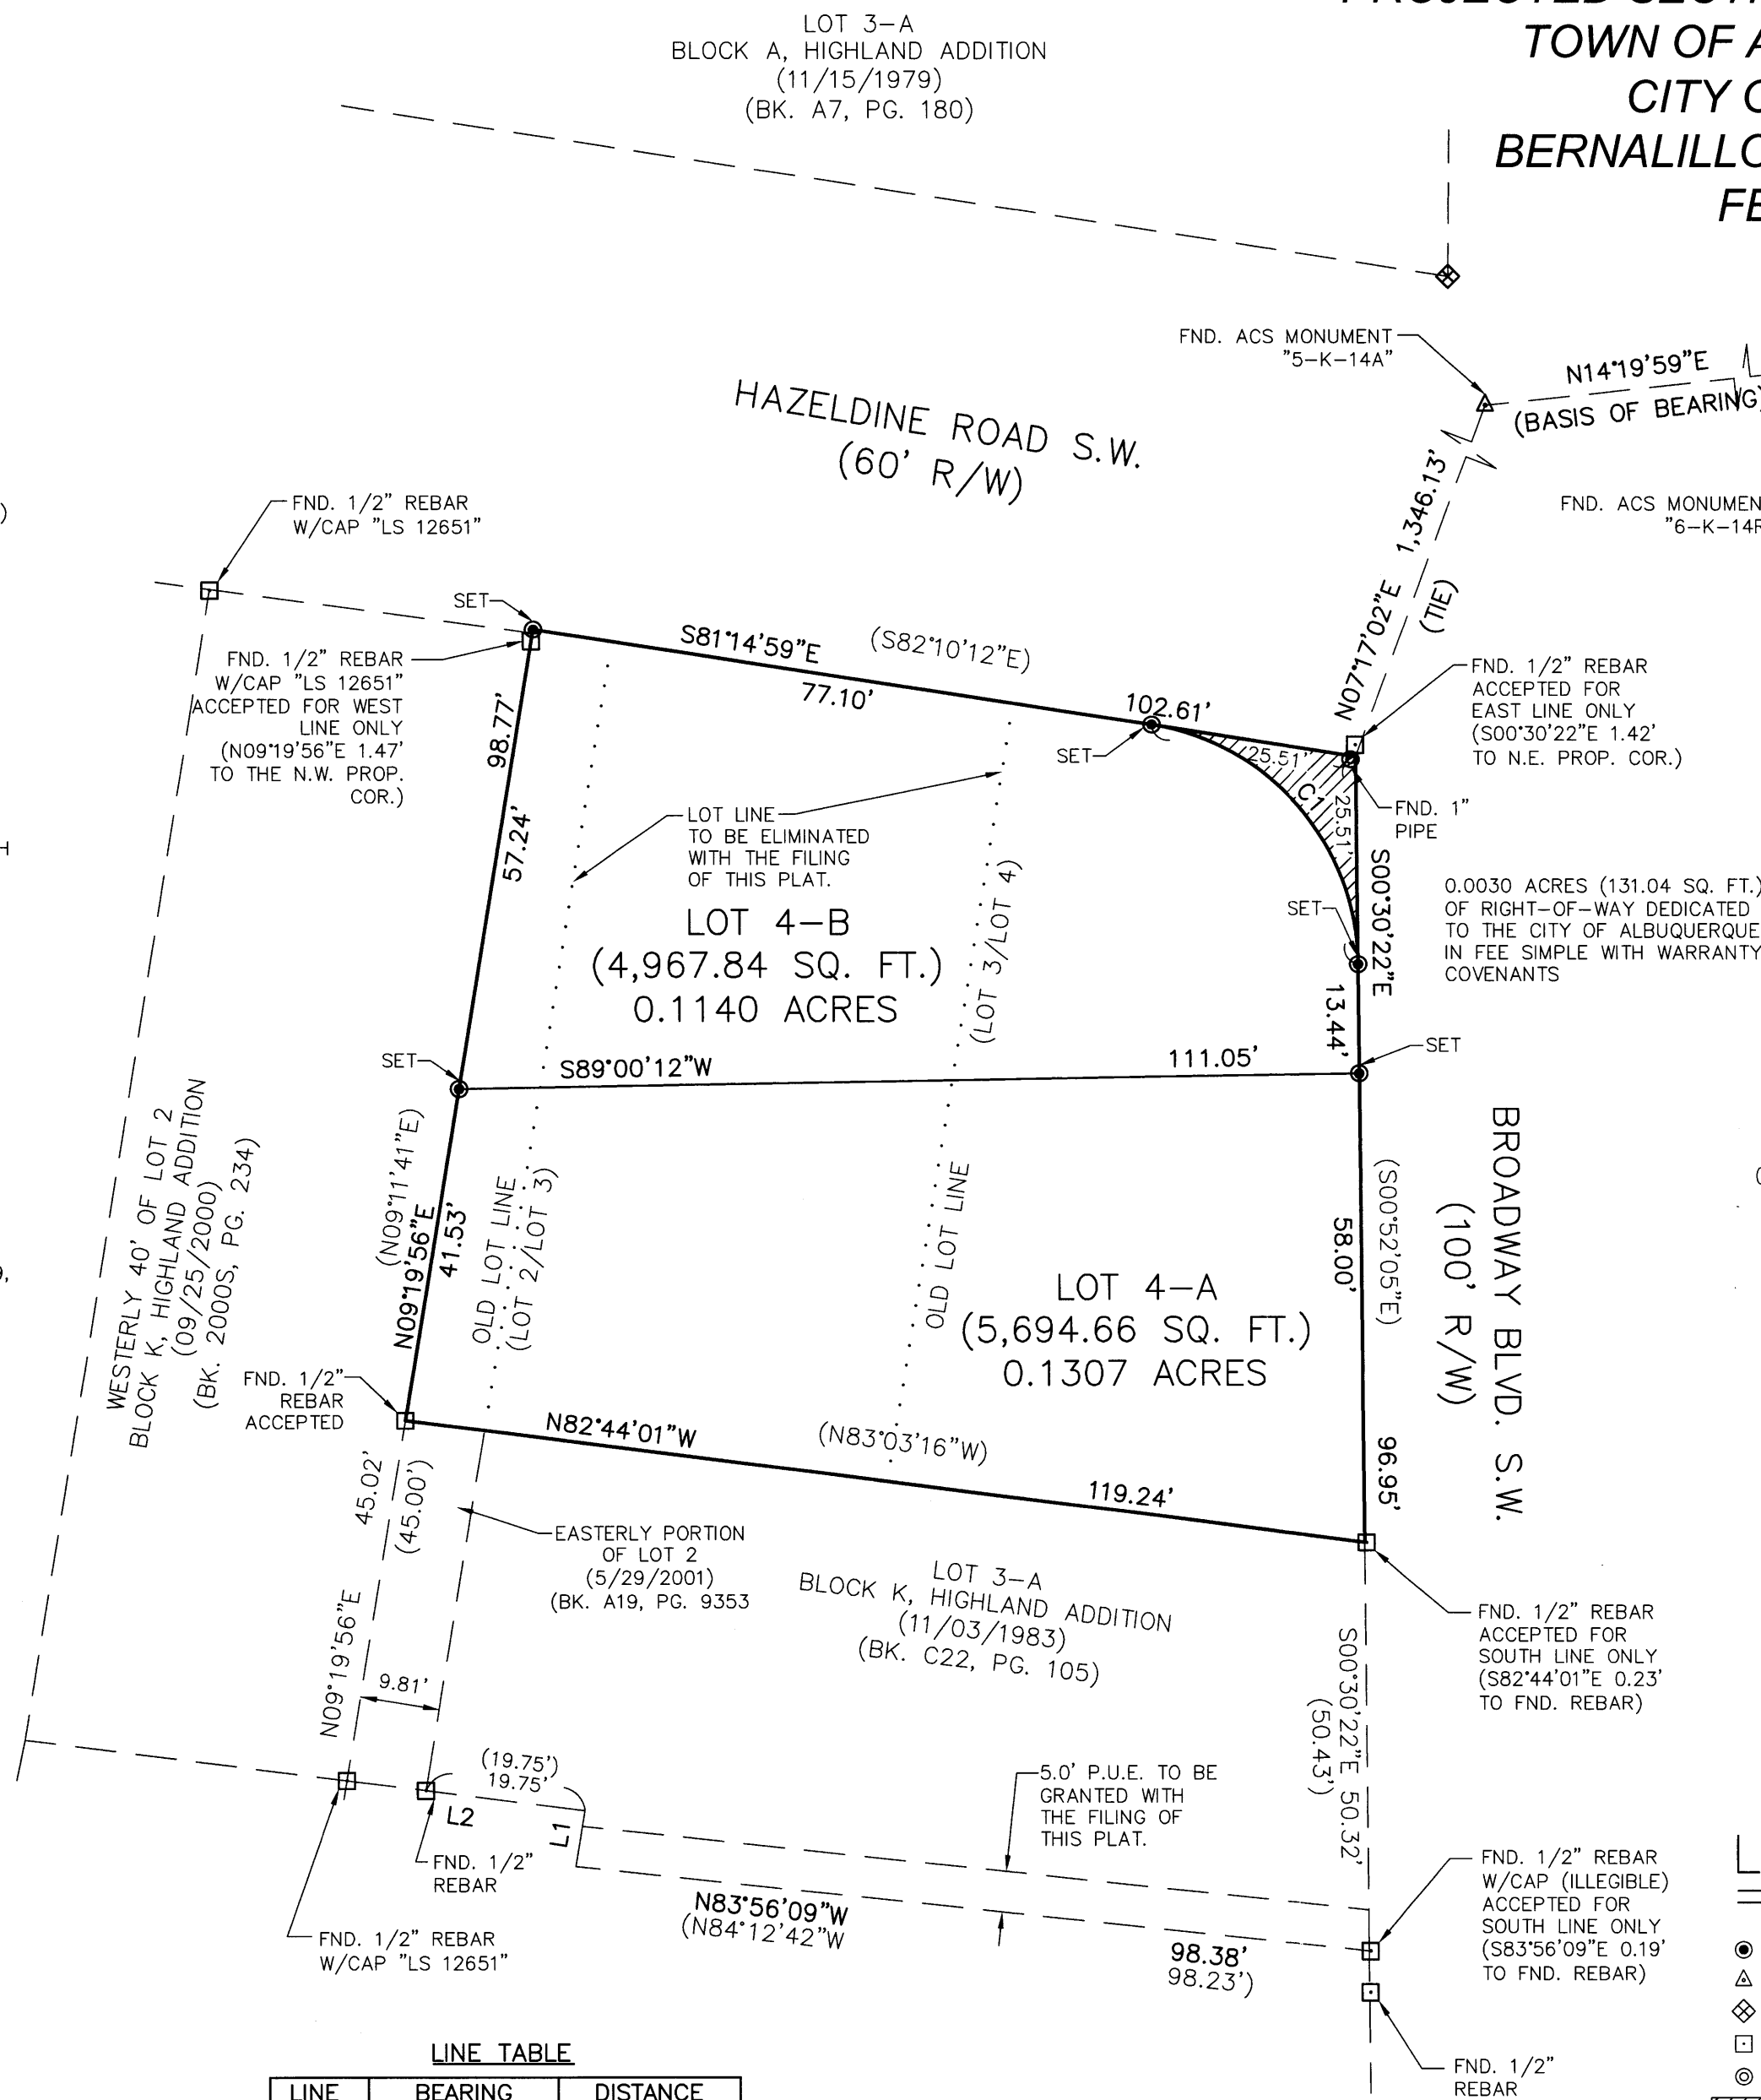 LOT 3-A
BLOCK A, HIGHLAND ADDITION
(11/15/1979)
(BK. A7, PG. 180)
TOWN OF A
CITY O
BERNALILLO
FE
FND. ACS MONUMENT
"5-K-14A"
N14°19'59"E
(BASIS OF BEARING)
HAZELDINE ROAD S.W.
(60' R/W)
N07°17'02"E 1,346.13'
(TIE)
FND. ACS MONUMEN
"6-K-14R
FND. 1/2" REBAR
W/CAP "LS 12651"
SET
S81°14'59"E
(S82°10'12"E)
77.10'
102.61'
FND. 1/2" REBAR
W/CAP "LS 12651"
ACCEPTED FOR WEST
LINE ONLY
(N09°19'56"E 1.47'
TO THE N.W. PROP.
COR.)
98.77'
57.24'
SET
25.51'
C1
25.51'
FND. 1/2" REBAR
ACCEPTED FOR
EAST LINE ONLY
(S00°30'22"E 1.42'
TO N.E. PROP. COR.)
FND. 1"
PIPE
LOT LINE
TO BE ELIMINATED
WITH THE FILING
OF THIS PLAT.
(LOT 3/LOT 4)
S00°30'22"E
SET
0.0030 ACRES (131.04 SQ. FT.)
OF RIGHT-OF-WAY DEDICATED
TO THE CITY OF ALBUQUERQUE
IN FEE SIMPLE WITH WARRANTY
COVENANTS
LOT 4-B
(4,967.84 SQ. FT.)
0.1140 ACRES
13.44'
SET
SET
S89°00'12"W
111.05'
WESTERLY 40' OF LOT 2
BLOCK K, HIGHLAND ADDITION
(09/25/2000)
(BK. 2000S, PG. 234)
(N09°11'41"E)
N09°19'56"E
41.53'
OLD LOT LINE
(LOT 2/LOT 3)
OLD LOT LINE
LOT 4-A
(5,694.66 SQ. FT.)
0.1307 ACRES
58.00'
(S00°52'05"E)
96.95'
BROADWAY BLVD. S.W.
(100' R/W)
FND. 1/2"
REBAR
ACCEPTED
N82°44'01"W
(N83°03'16"W)
119.24'
45.02'
(45.00')
N09°19'56"E
EASTERLY PORTION
OF LOT 2
(5/29/2001)
(BK. A19, PG. 9353
LOT 3-A
BLOCK K, HIGHLAND ADDITION
(11/03/1983)
(BK. C22, PG. 105)
FND. 1/2" REBAR
ACCEPTED FOR
SOUTH LINE ONLY
(S82°44'01"E 0.23'
TO FND. REBAR)
9.81'
S00°30'22"E 50.32'
(50.43')
(19.75')
19.75'
L2
L1
5.0' P.U.E. TO BE
GRANTED WITH
THE FILING OF
THIS PLAT.
FND. 1/2"
REBAR
FND. 1/2" REBAR
W/CAP "LS 12651"
N83°56'09"W
(N84°12'42"W
98.38'
98.23')
FND. 1/2" REBAR
W/CAP (ILLEGIBLE)
ACCEPTED FOR
SOUTH LINE ONLY
(S83°56'09"E 0.19'
TO FND. REBAR)
FND. 1/2"
REBAR
LINE TABLE
LINE BEARING DISTANCE